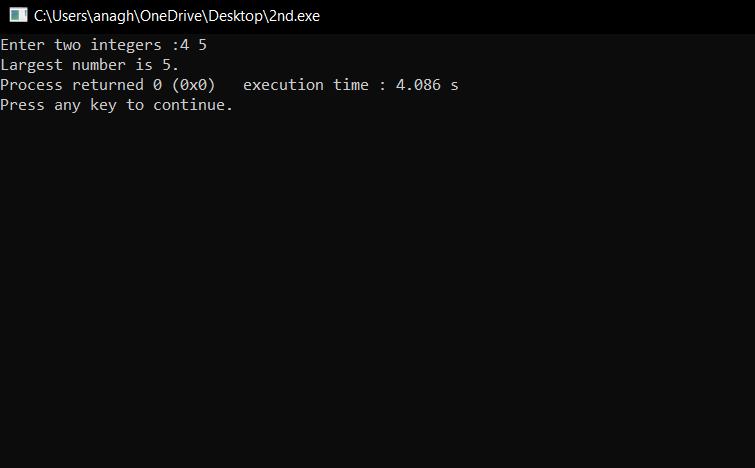 C:\Users\anagh\OneDrive\Desktop\2nd.exe
Enter two integers :4 5
Largest number is 5.
Process returned 0 (0x0)   execution time : 4.086 s
Press any key to continue.